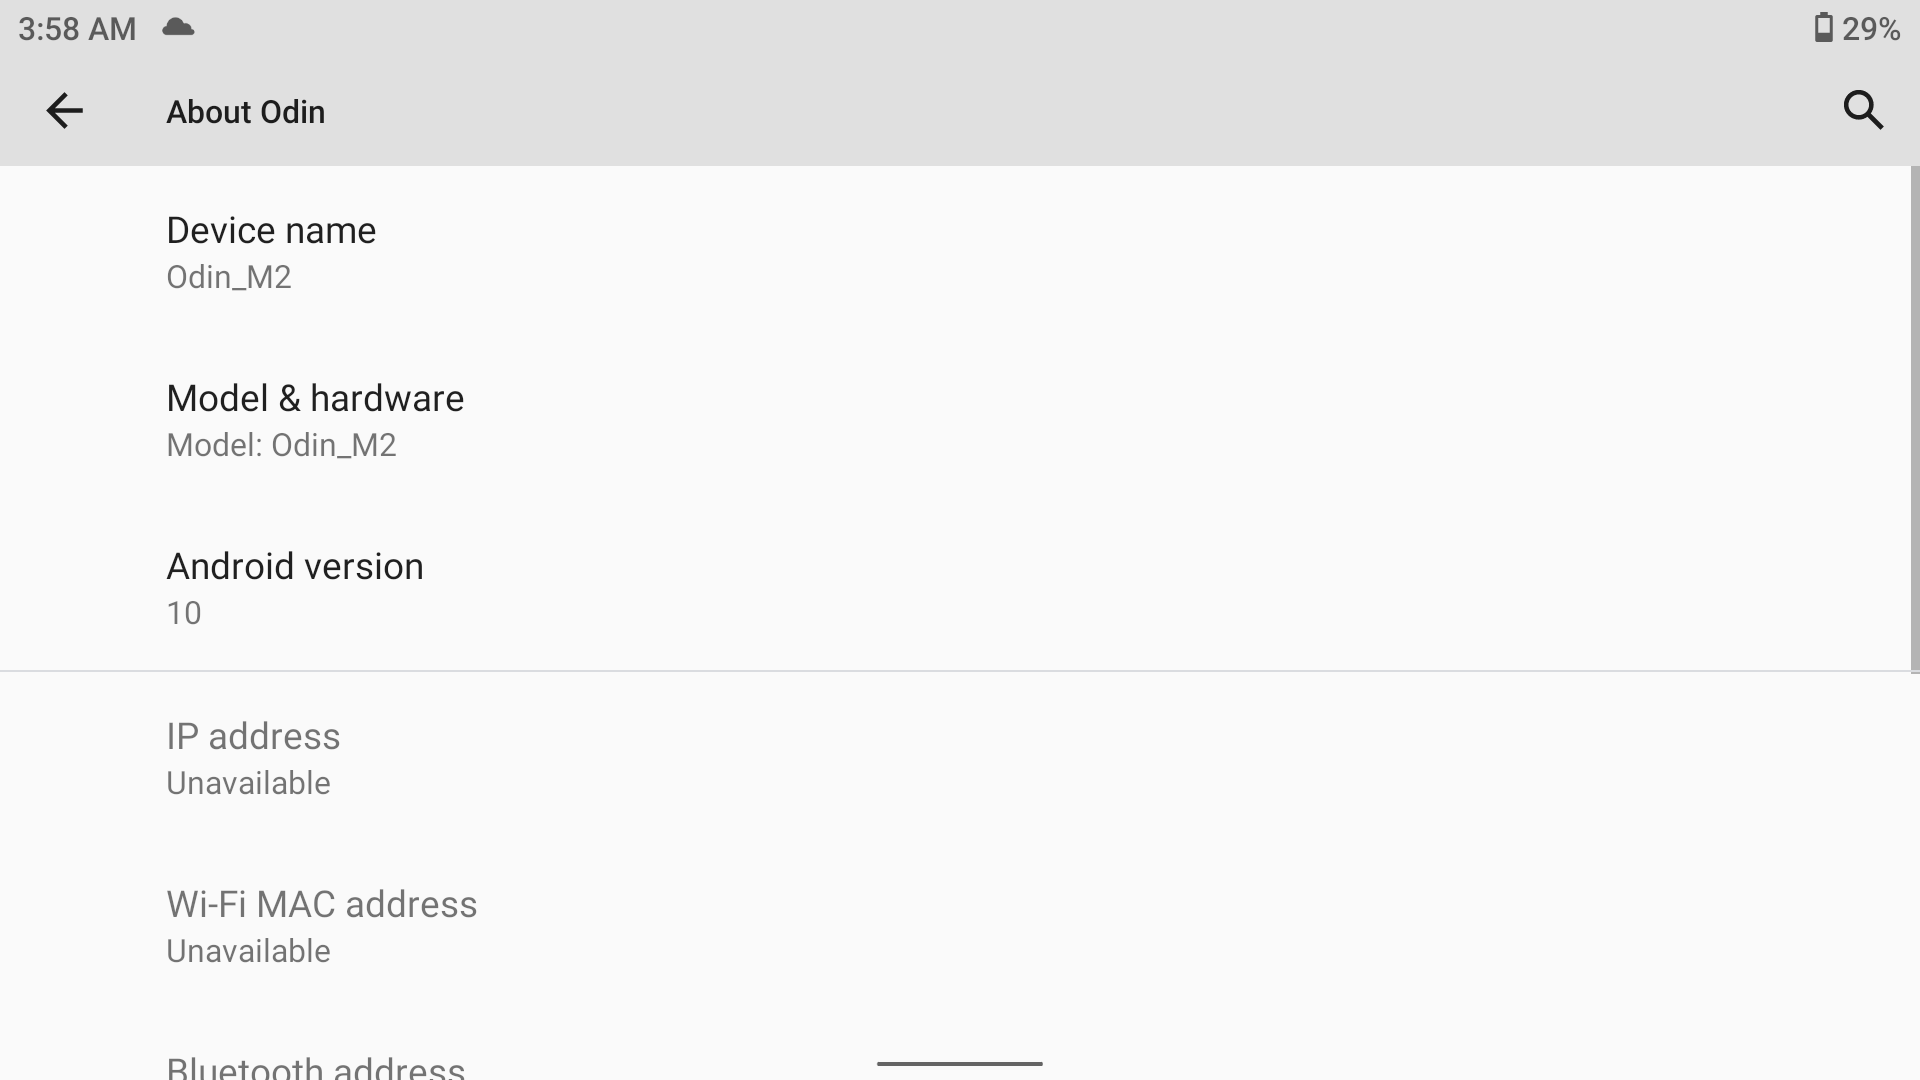 3:58 AM
29%
About Odin
Device name
Odin_M2
Model & hardware
Model: Odin_M2
Android version
10
IP address
Unavailable
Wi-Fi MAC address
Unavailable
Bluetooth address